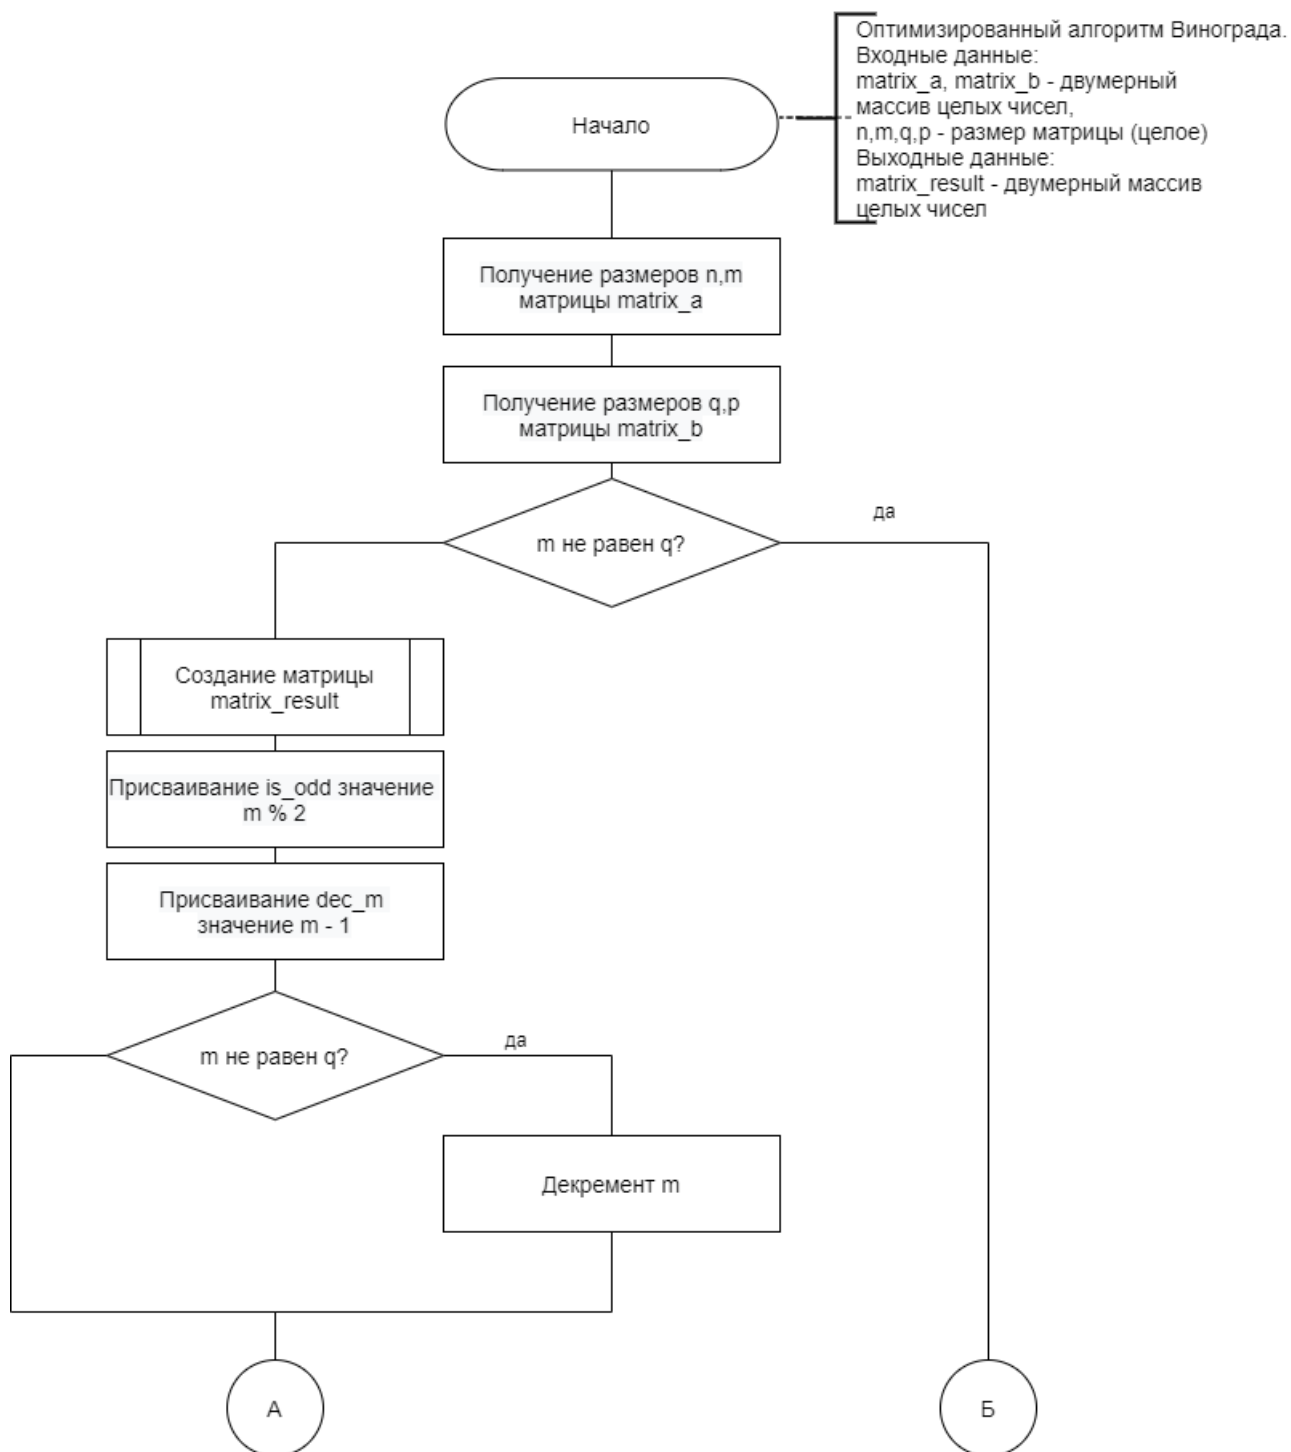 Оптимизированный алгоритм Винограда.
Входные данные:
matrix_a, matrix_b - двумерный
массив целых чисел,
n,m,q,p - размер матрицы (целое)
Выходные данные:
matrix_result - двумерный массив
целых чисел
Начало
Получение размеров n,m
матрицы matrix_a
Получение размеров q,p
матрицы matrix_b
m не равен q?
да
Создание матрицы
matrix_result
Присваивание is_odd значение
m % 2
Присваивание dec_m
значение m - 1
m не равен q?
да
Декремент m
А
Б